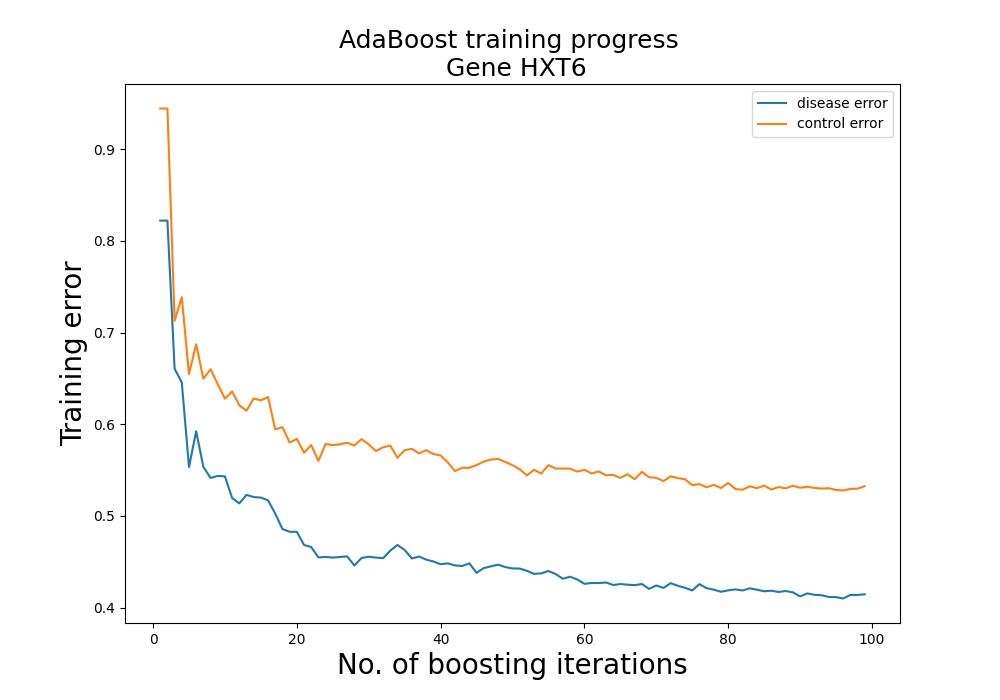 AdaBoost training progress
Gene HXT6
disease error
control error
Training error
0.9
0.8
0.7
0.6
0.5
0.4
0 20 40 60 80 100
No. of boosting iterations